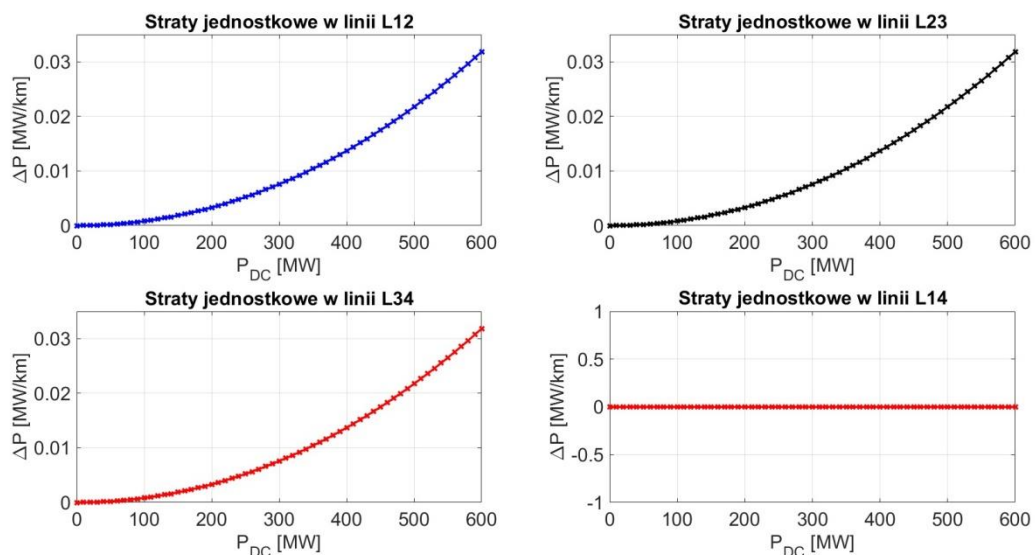 Straty jednostkowe w linii L12
0.03
0.02
0.01
0
ΔP [MW/km]
0 100 200 300 400 500 600
P_DC [MW]
Straty jednostkowe w linii L23
0.03
0.02
0.01
0
ΔP [MW/km]
0 100 200 300 400 500 600
P_DC [MW]
Straty jednostkowe w linii L34
0.03
0.02
0.01
0
ΔP [MW/km]
0 100 200 300 400 500 600
P_DC [MW]
Straty jednostkowe w linii L14
1
0.5
0
-0.5
-1
ΔP [MW/km]
0 100 200 300 400 500 600
P_DC [MW]